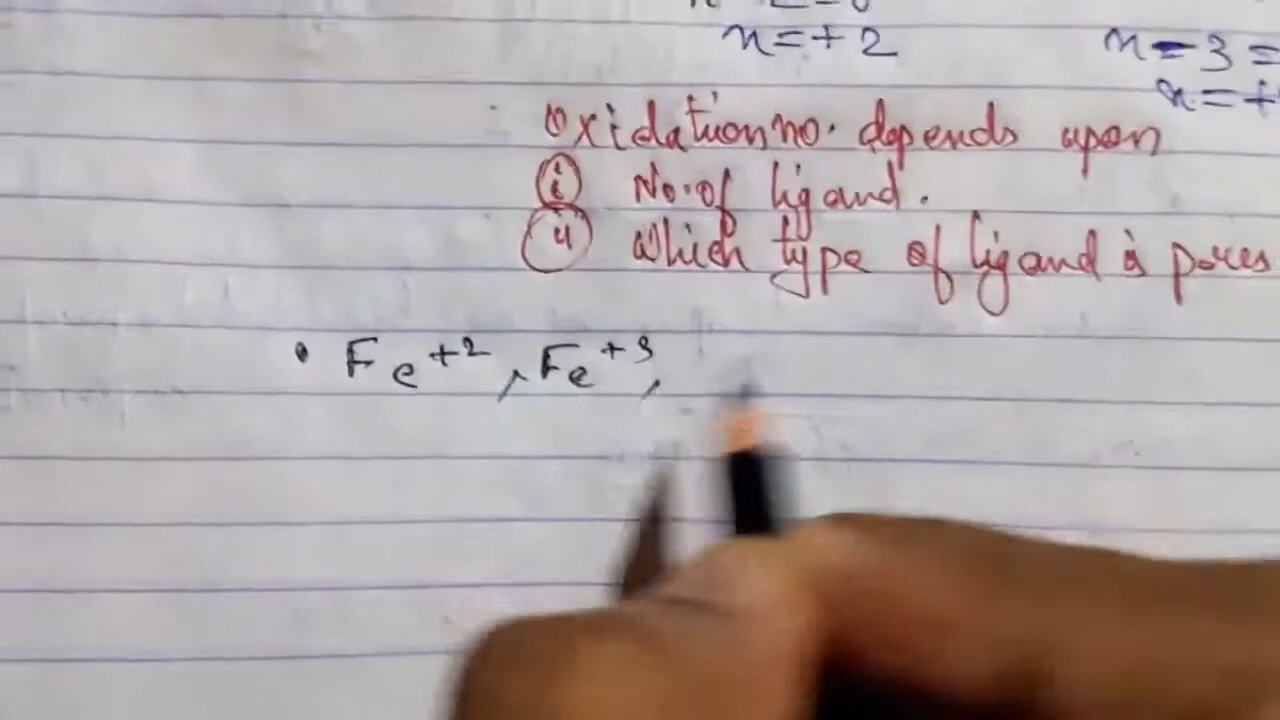 x = + 2 x - 3 =
x = +
Oxidation no. depends upon
(i) No. of ligand.
(ii) Which type of ligand is
• Fe+2, Fe+3,